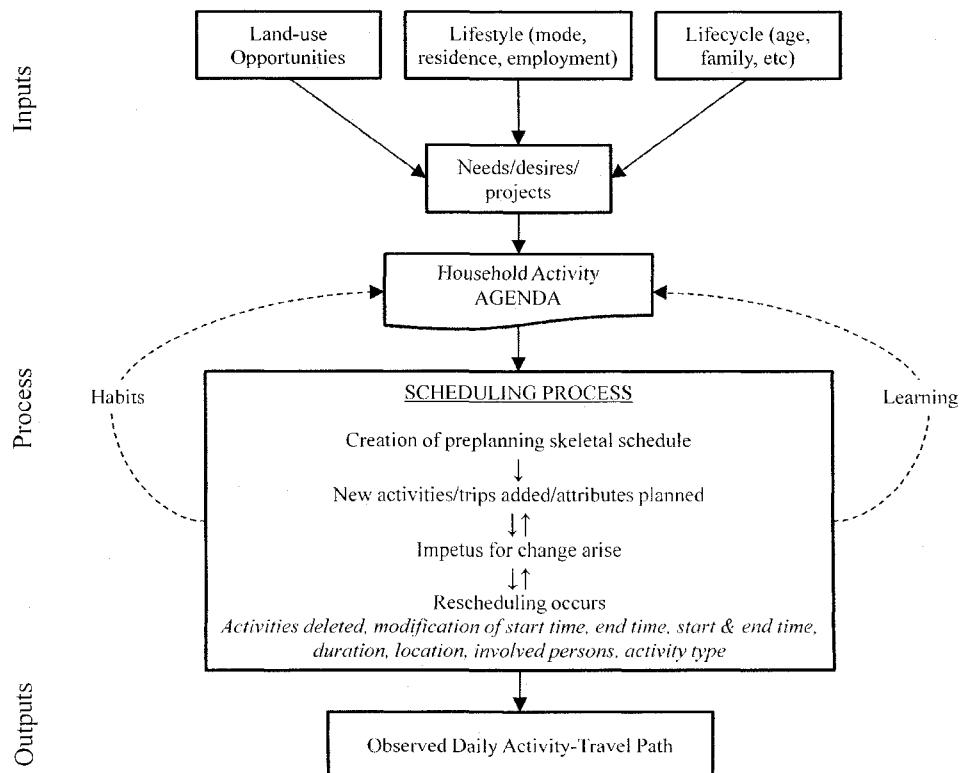 Inputs
Land-use
Opportunities
Lifestyle (mode,
residence, employment)
Lifecycle (age,
family, etc)
Needs/desires/
projects
Household Activity
AGENDA
Process
Habits
Learning
SCHEDULING PROCESS
Creation of preplanning skeletal schedule
↓
New activities/trips added/attributes planned
↓↑
Impetus for change arise
↓↑
Rescheduling occurs
Activities deleted, modification of start time, end time, start & end time,
duration, location, involved persons, activity type
Outputs
Observed Daily Activity-Travel Path